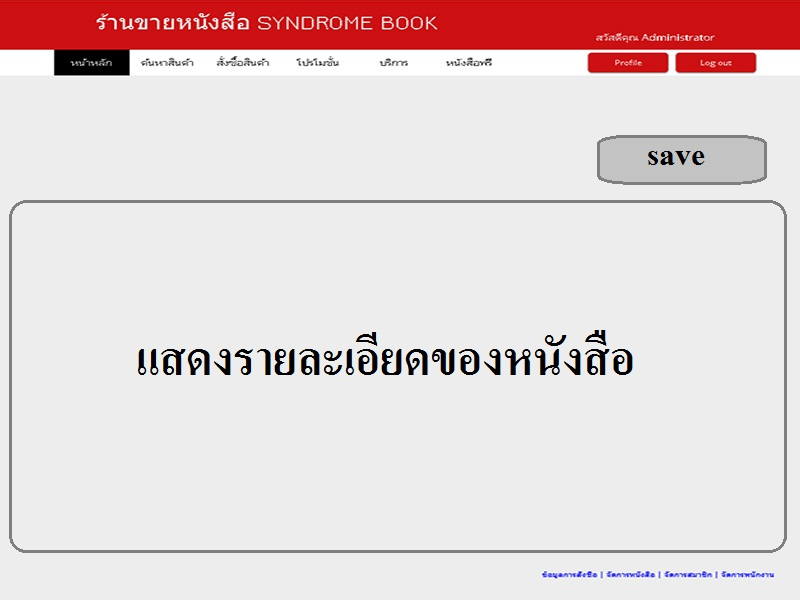 ร้านขายหนังสือ SYNDROME BOOK
สวัสดีคุณ Administrator
หน้าหลัก ค้นหาสินค้า สั่งซื้อสินค้า โปรโมชั่น บริการ หนังสือฟรี Profile Log out
save
แสดงรายละเอียดของหนังสือ
ข้อมูลการสั่งซื้อ | จัดการหนังสือ | จัดการสมาชิก | จัดการพนักงาน